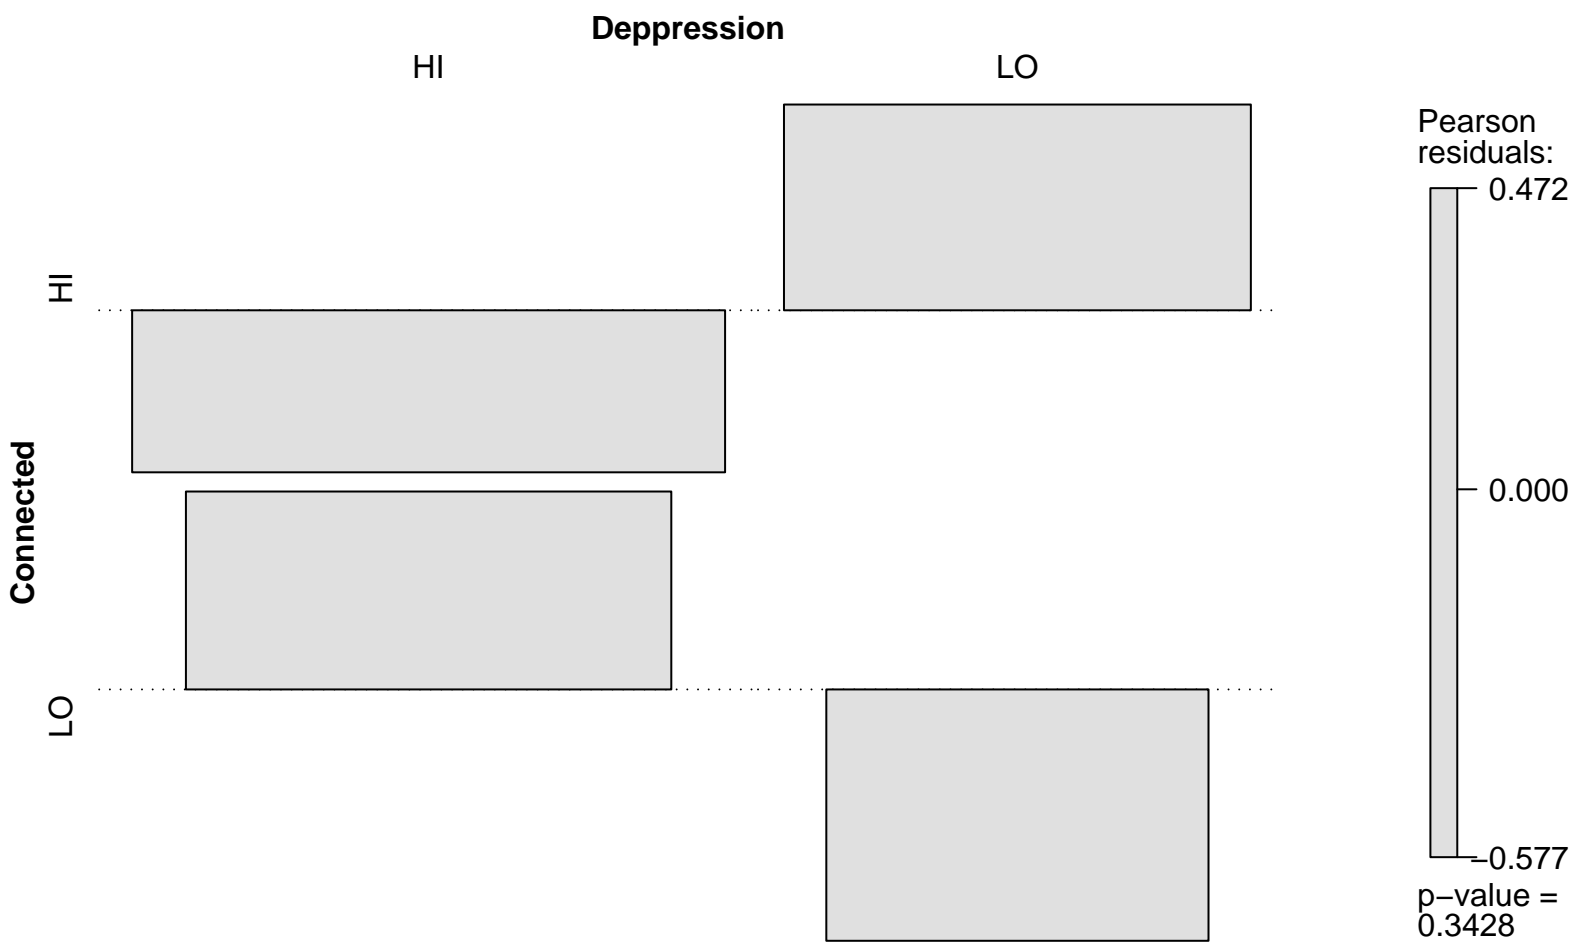 Deppression
HI
LO
Connected
HI
LO
Pearson
residuals:
0.472
0.000
−0.577
p−value =
0.3428